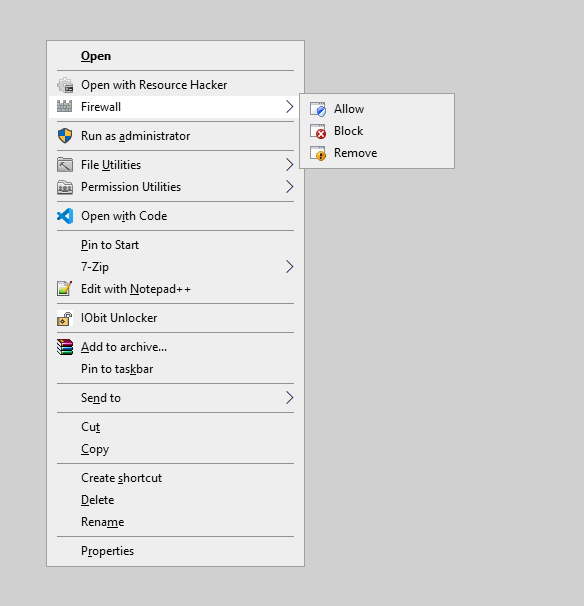 Open
Open with Resource Hacker
Firewall
Allow
Block
Remove
Run as administrator
File Utilities
Permission Utilities
Open with Code
Pin to Start
7-Zip
Edit with Notepad++
IObit Unlocker
Add to archive...
Pin to taskbar
Send to
Cut
Copy
Create shortcut
Delete
Rename
Properties